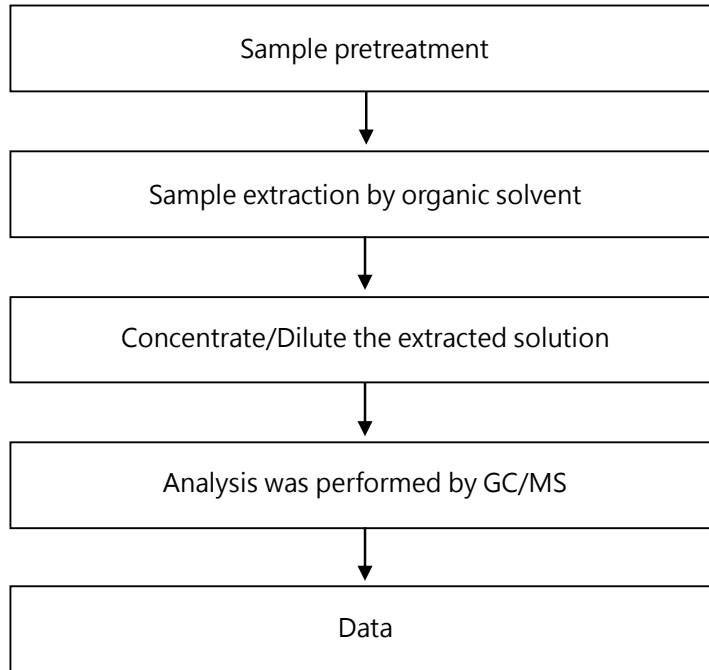 Sample pretreatment
Sample extraction by organic solvent
Concentrate/Dilute the extracted solution
Analysis was performed by GC/MS
Data